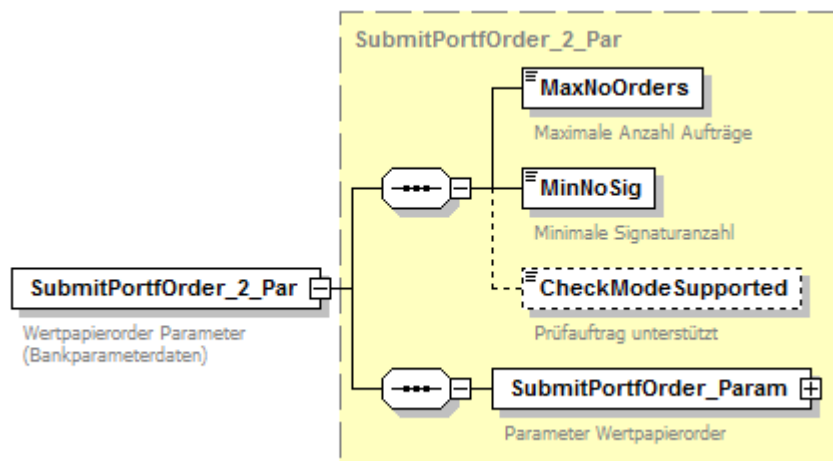 SubmitPortfOrder_2_Par
MaxNoOrders
Maximale Anzahl Aufträge
MinNoSig
Minimale Signaturanzahl
SubmitPortfOrder_2_Par
Wertpapierorder Parameter
(Bankparameterdaten)
CheckModeSupported
Prüfauftrag unterstützt
SubmitPortfOrder_Param
Parameter Wertpapierorder